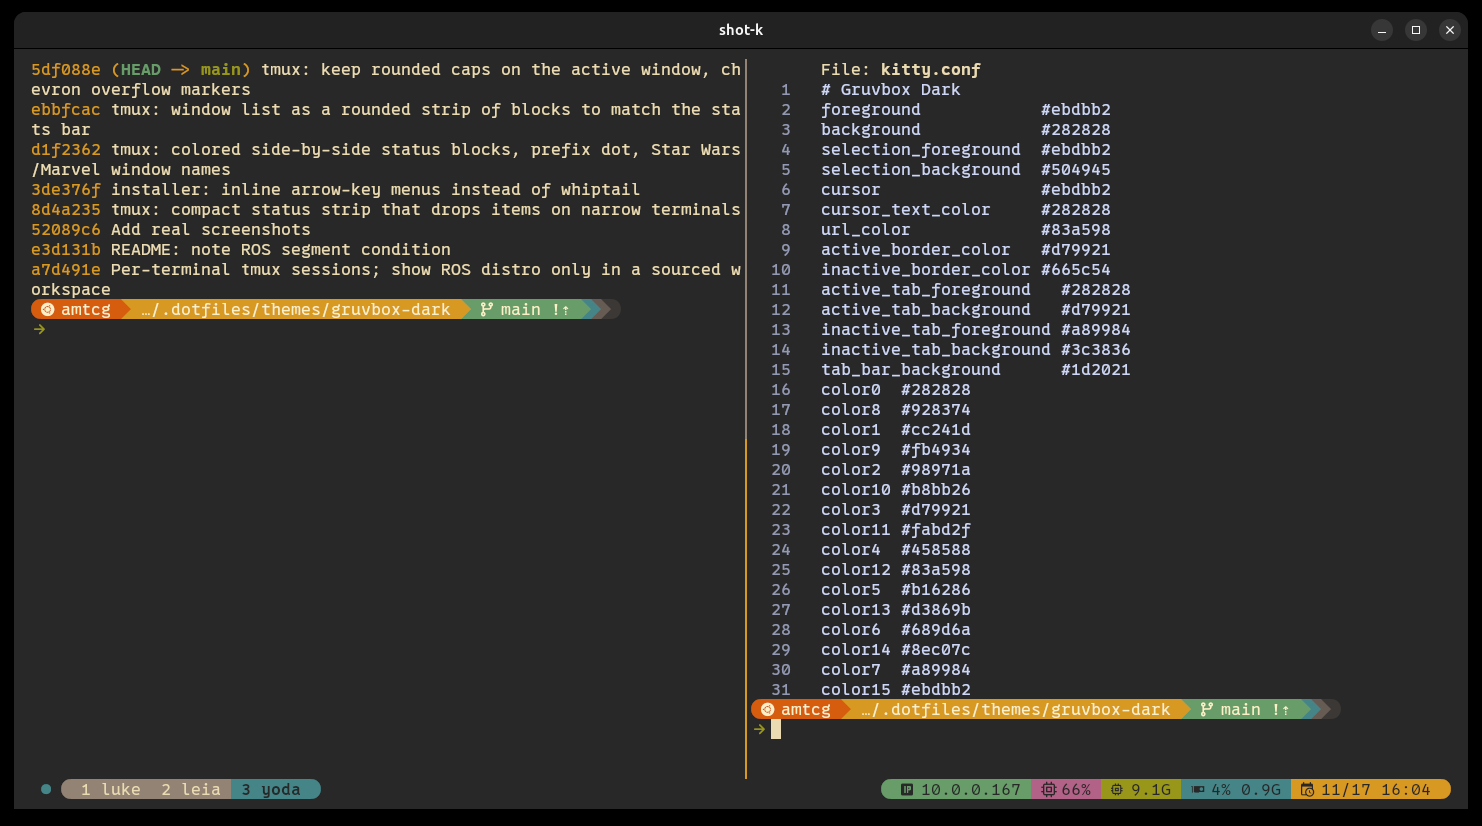 shot-k
5df088e (HEAD -> main) tmux: keep rounded caps on the active window, ch
evron overflow markers
ebbfcac tmux: window list as a rounded strip of blocks to match the sta
ts bar
d1f2362 tmux: colored side-by-side status blocks, prefix dot, Star Wars
/Marvel window names
3de376f installer: inline arrow-key menus instead of whiptail
8d4a235 tmux: compact status strip that drops items on narrow terminals
52089c6 Add real screenshots
e3d131b README: note ROS segment condition
a7d491e Per-terminal tmux sessions; show ROS distro only in a sourced w
orkspace
amtcg …/.dotfiles/themes/gruvbox-dark main !↑
→
File: kitty.conf
1 # Gruvbox Dark
2 foreground #ebdbb2
3 background #282828
4 selection_foreground #ebdbb2
5 selection_background #504945
6 cursor #ebdbb2
7 cursor_text_color #282828
8 url_color #83a598
9 active_border_color #d79921
10 inactive_border_color #665c54
11 active_tab_foreground #282828
12 active_tab_background #d79921
13 inactive_tab_foreground #a89984
14 inactive_tab_background #3c3836
15 tab_bar_background #1d2021
16 color0 #282828
17 color8 #928374
18 color1 #cc241d
19 color9 #fb4934
20 color2 #98971a
21 color10 #b8bb26
22 color3 #d79921
23 color11 #fabd2f
24 color4 #458588
25 color12 #83a598
26 color5 #b16286
27 color13 #d3869b
28 color6 #689d6a
29 color14 #8ec07c
30 color7 #a89984
31 color15 #ebdbb2
amtcg …/.dotfiles/themes/gruvbox-dark main !↑
→
1 luke 2 leia 3 yoda
IP 10.0.0.167 66% 9.1G 4% 0.9G 11/17 16:04